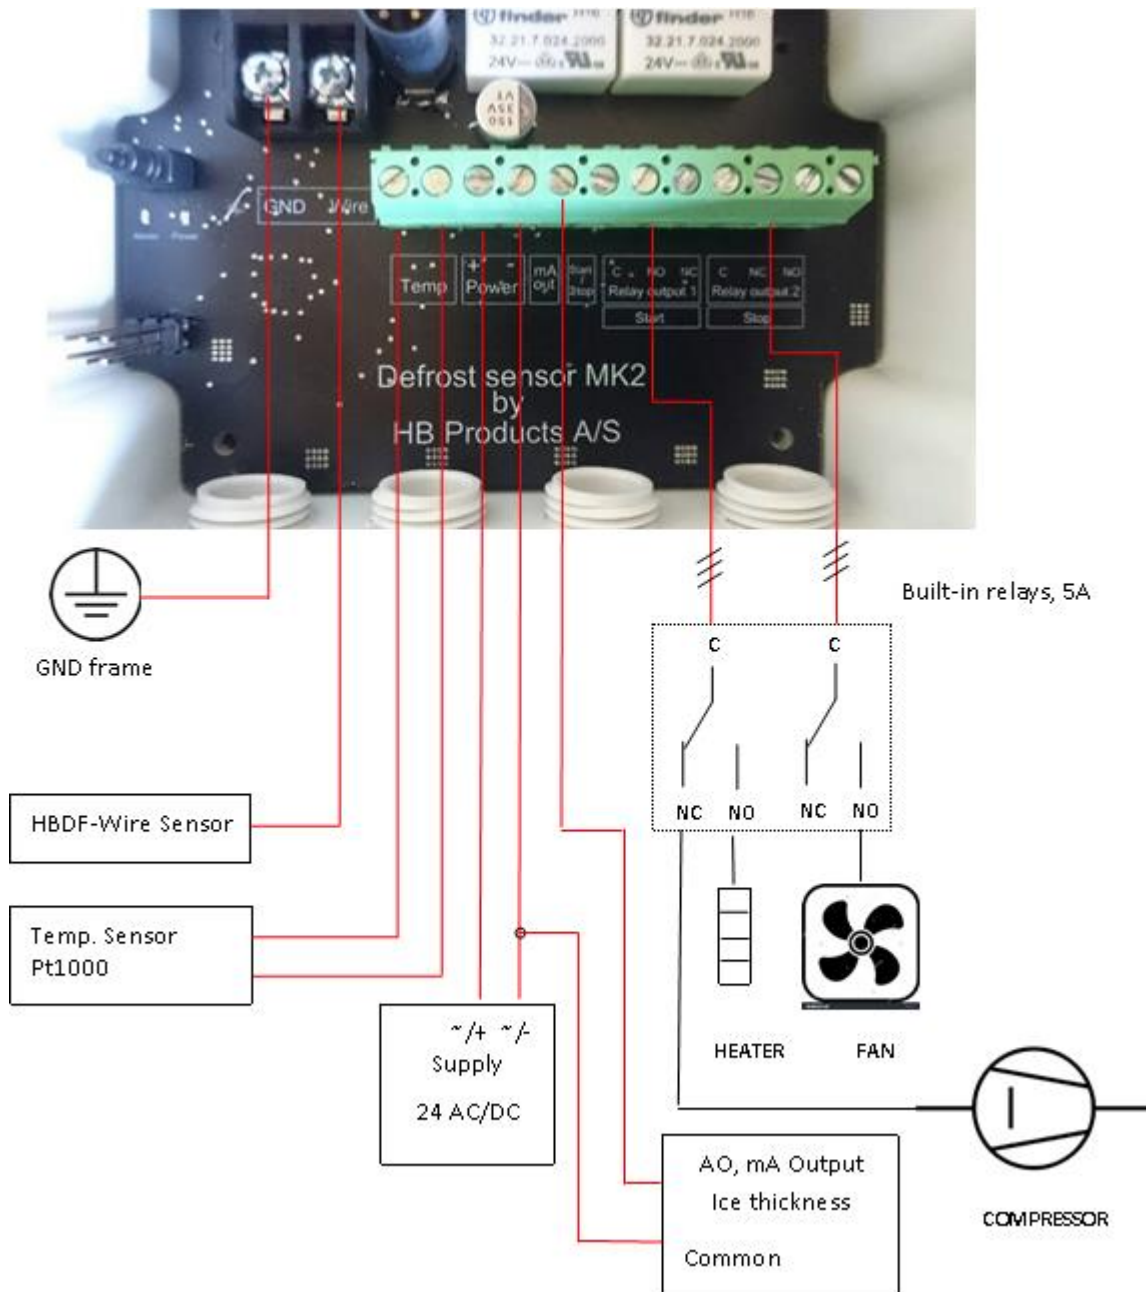 finder
32.21.7.024.2000
24V
finder
32.21.7.024.2000
24V
150
35V
VT
GND Wire
Temp
+ -
Power
mA
out
Start
/
Stop
C NO NC
Relay output 1
Start
C NC NO
Relay output 2
Stop
Defrost sensor MK2
by
HB Products A/S
GND frame
Built-in relays, 5A
C C
NC NO NC NO
HBDF-Wire Sensor
Temp. Sensor
Pt1000
~/+ ~/-
Supply
24 AC/DC
HEATER FAN
AO, mA Output
Ice thickness
Common
COMPRESSOR